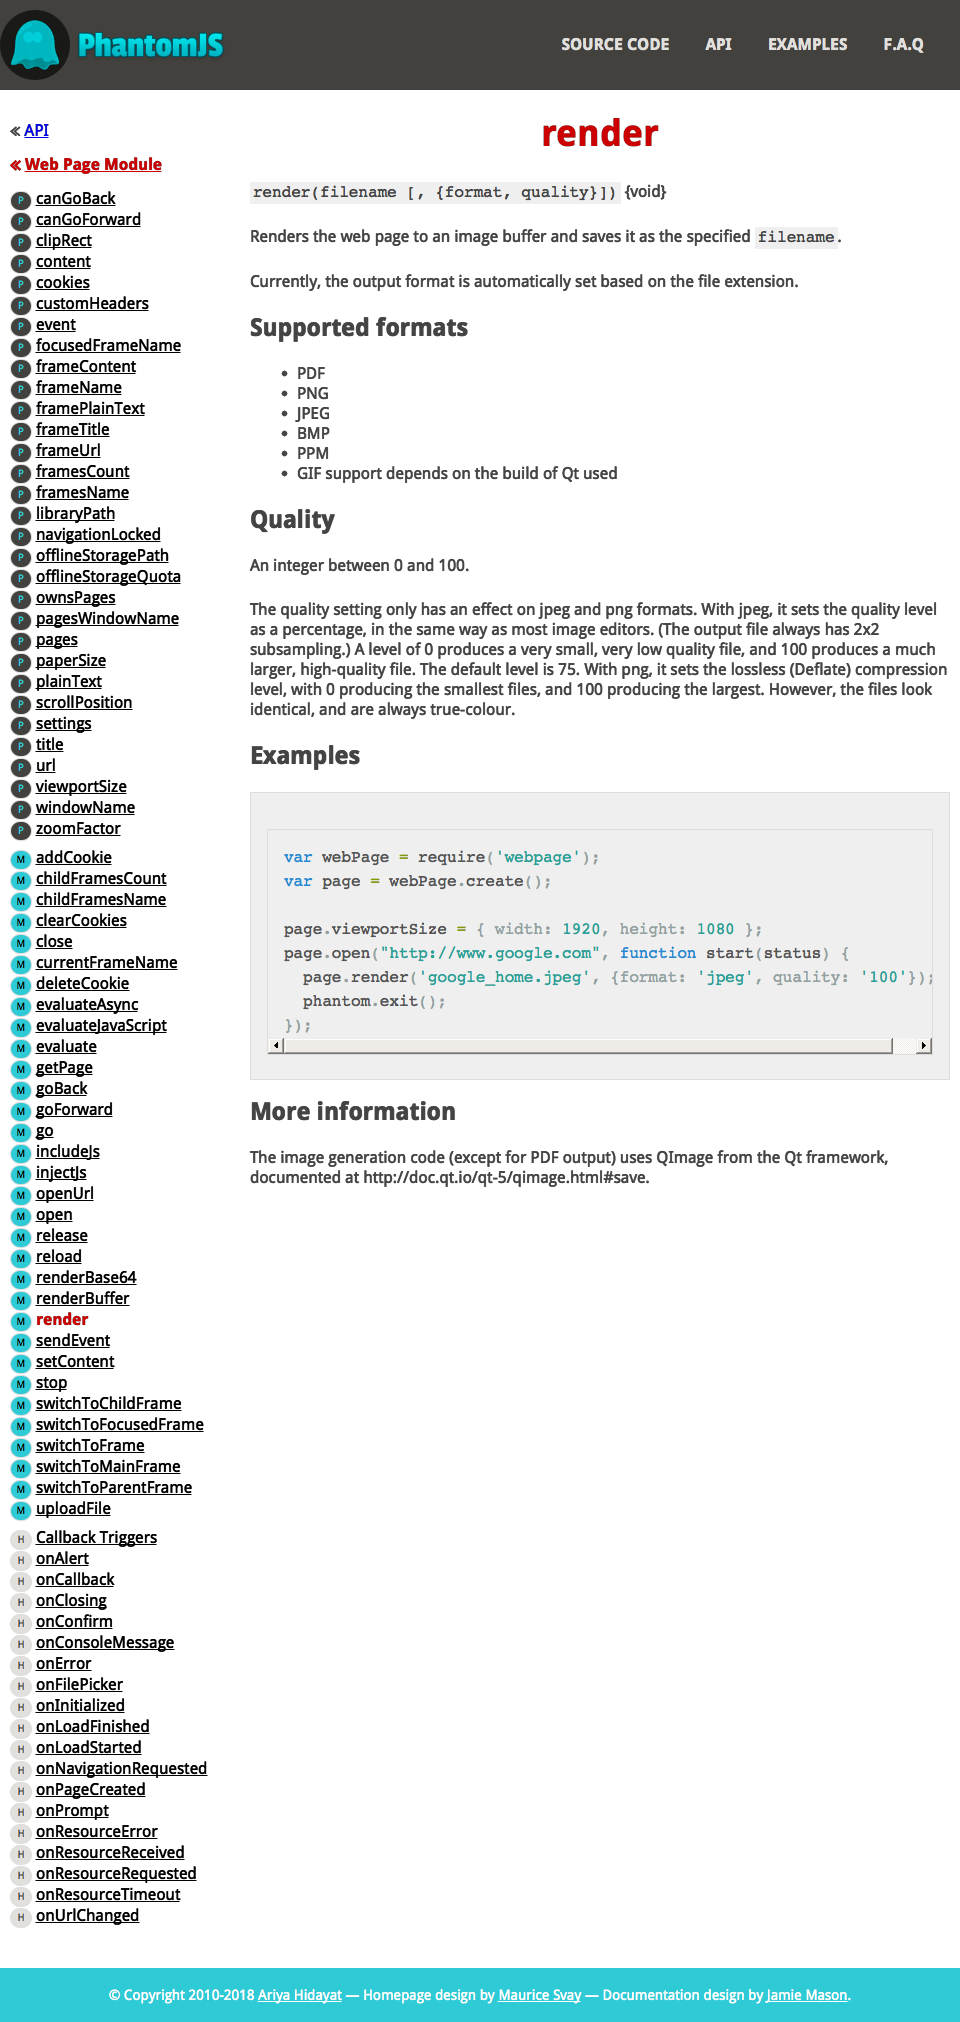 PhantomJS
SOURCE CODE
API
EXAMPLES
F.A.Q
« API
« Web Page Module
P canGoBack
P canGoForward
P clipRect
P content
P cookies
P customHeaders
P event
P focusedFrameName
P frameContent
P frameName
P framePlainText
P frameTitle
P frameUrl
P framesCount
P framesName
P libraryPath
P navigationLocked
P offlineStoragePath
P offlineStorageQuota
P ownsPages
P pagesWindowName
P pages
P paperSize
P plainText
P scrollPosition
P settings
P title
P url
P viewportSize
P windowName
P zoomFactor
M addCookie
M childFramesCount
M childFramesName
M clearCookies
M close
M currentFrameName
M deleteCookie
M evaluateAsync
M evaluateJavaScript
M evaluate
M getPage
M goBack
M goForward
M go
M includeJs
M injectJs
M openUrl
M open
M release
M reload
M renderBase64
M renderBuffer
M render
M sendEvent
M setContent
M stop
M switchToChildFrame
M switchToFocusedFrame
M switchToFrame
M switchToMainFrame
M switchToParentFrame
M uploadFile
H Callback Triggers
H onAlert
H onCallback
H onClosing
H onConfirm
H onConsoleMessage
H onError
H onFilePicker
H onInitialized
H onLoadFinished
H onLoadStarted
H onNavigationRequested
H onPageCreated
H onPrompt
H onResourceError
H onResourceReceived
H onResourceRequested
H onResourceTimeout
H onUrlChanged
render
render(filename [, {format, quality}]) {void}
Renders the web page to an image buffer and saves it as the specified filename.
Currently, the output format is automatically set based on the file extension.
Supported formats
• PDF
• PNG
• JPEG
• BMP
• PPM
• GIF support depends on the build of Qt used
Quality
An integer between 0 and 100.
The quality setting only has an effect on jpeg and png formats. With jpeg, it sets the quality level
as a percentage, in the same way as most image editors. (The output file always has 2x2
subsampling.) A level of 0 produces a very small, very low quality file, and 100 produces a much
larger, high-quality file. The default level is 75. With png, it sets the lossless (Deflate) compression
level, with 0 producing the smallest files, and 100 producing the largest. However, the files look
identical, and are always true-colour.
Examples
var webPage = require('webpage');
var page = webPage.create();
page.viewportSize = { width: 1920, height: 1080 };
page.open("http://www.google.com", function start(status) {
  page.render('google_home.jpeg', {format: 'jpeg', quality: '100'});
  phantom.exit();
});
More information
The image generation code (except for PDF output) uses QImage from the Qt framework,
documented at http://doc.qt.io/qt-5/qimage.html#save.
© Copyright 2010-2018 Ariya Hidayat — Homepage design by Maurice Svay — Documentation design by Jamie Mason.